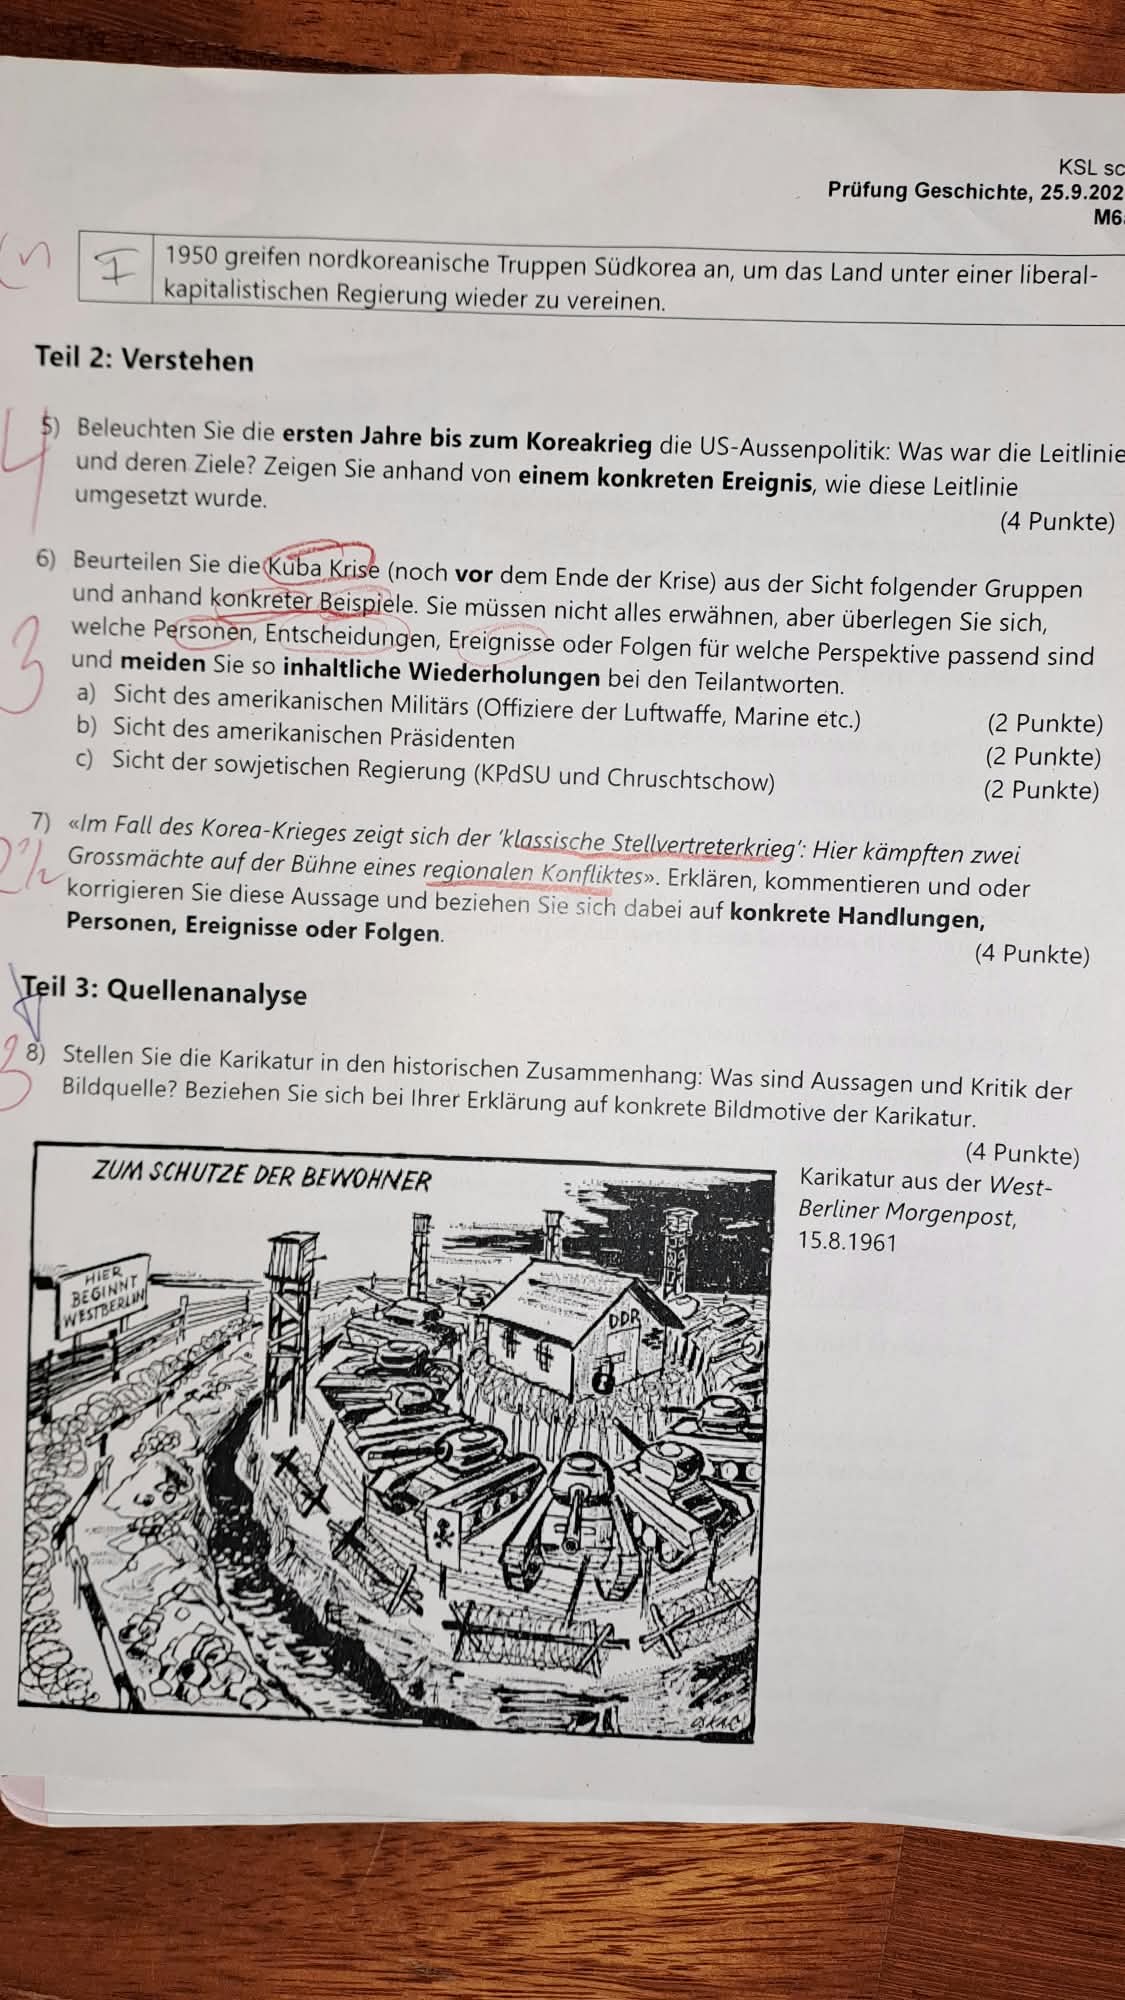 KSL sc
Prüfung Geschichte, 25.9.202
M6
F
1950 greifen nordkoreanische Truppen Südkorea an, um das Land unter einer liberal-
kapitalistischen Regierung wieder zu vereinen.
Teil 2: Verstehen
4
5) Beleuchten Sie die ersten Jahre bis zum Koreakrieg die US-Aussenpolitik: Was war die Leitlinie
und deren Ziele? Zeigen Sie anhand von einem konkreten Ereignis, wie diese Leitlinie
umgesetzt wurde.
(4 Punkte)
6) Beurteilen Sie die Kuba Krise (noch vor dem Ende der Krise) aus der Sicht folgender Gruppen
und anhand konkreter Beispiele. Sie müssen nicht alles erwähnen, aber überlegen Sie sich,
welche Personen, Entscheidungen, Ereignisse oder Folgen für welche Perspektive passend sind
3
und meiden Sie so inhaltliche Wiederholungen bei den Teilantworten.
a) Sicht des amerikanischen Militärs (Offiziere der Luftwaffe, Marine etc.) (2 Punkte)
b) Sicht des amerikanischen Präsidenten (2 Punkte)
c) Sicht der sowjetischen Regierung (KPdSU und Chruschtschow) (2 Punkte)
7) «Im Fall des Korea-Krieges zeigt sich der 'klassische Stellvertreterkrieg': Hier kämpften zwei
2½
Grossmächte auf der Bühne eines regionalen Konfliktes». Erklären, kommentieren und oder
korrigieren Sie diese Aussage und beziehen Sie sich dabei auf konkrete Handlungen,
Personen, Ereignisse oder Folgen.
(4 Punkte)
Teil 3: Quellenanalyse
3
8) Stellen Sie die Karikatur in den historischen Zusammenhang: Was sind Aussagen und Kritik der
Bildquelle? Beziehen Sie sich bei Ihrer Erklärung auf konkrete Bildmotive der Karikatur.
(4 Punkte)
Karikatur aus der West-
Berliner Morgenpost,
15.8.1961
ZUM SCHUTZE DER BEWOHNER
HIER
BEGINNT
WESTBERLIN
DDR